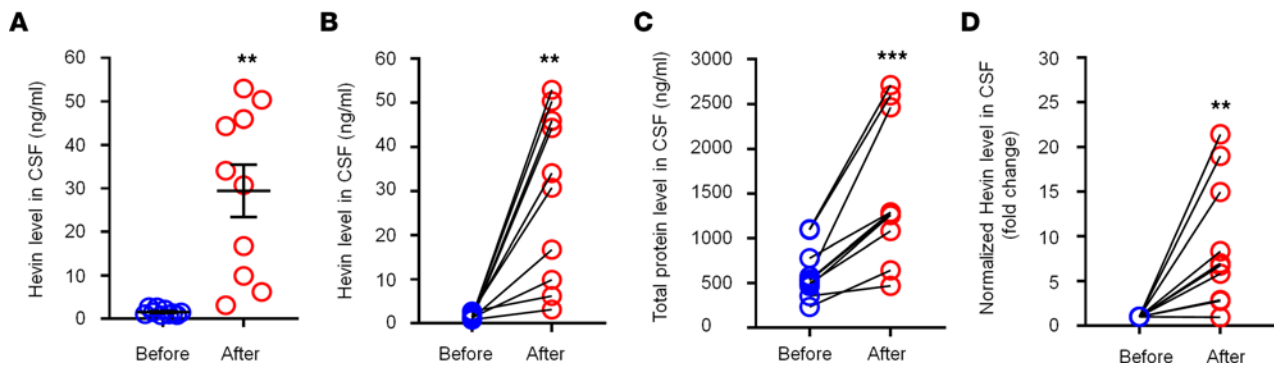 A
Hevin level in CSF (ng/ml)
60
50
40
30
20
10
0
**
Before After
B
Hevin level in CSF (ng/ml)
60
50
40
30
20
10
0
**
Before After
C
Total protein level in CSF (ng/ml)
3000
2500
2000
1500
1000
500
0
***
Before After
D
Normalized Hevin level in CSF
(fold change)
30
25
20
15
10
5
0
**
Before After